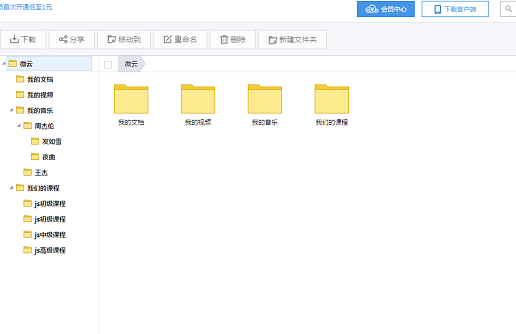 员首次开通低至1元
会员中心
下载客户端
下载
分享
移动到
重命名
删除
新建文件夹
微云
我的文档
我的视频
我的音乐
周杰伦
发如雪
夜曲
王杰
我们的课程
js初级课程
js初级课程
js中级课程
js高级课程
微云
我的文档
我的视频
我的音乐
我们的课程